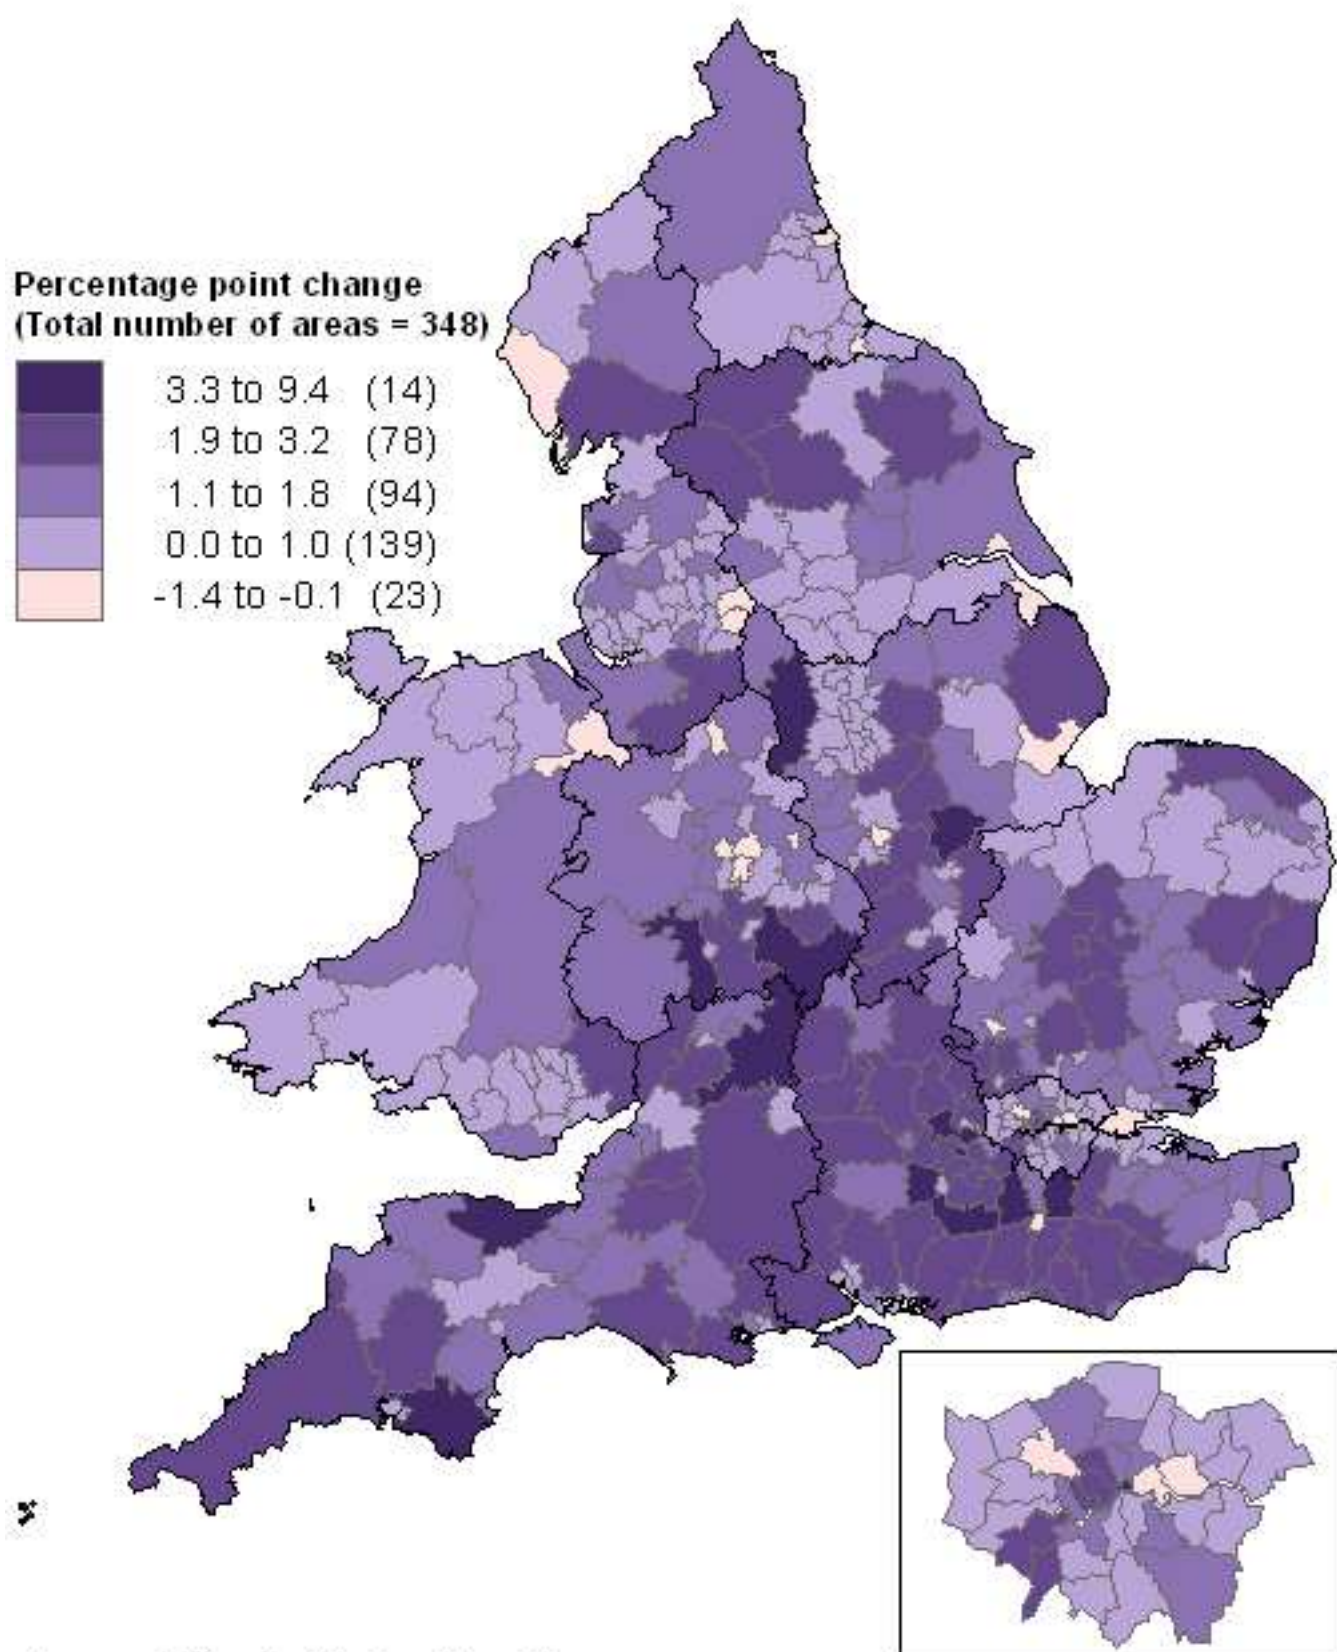 Percentage point change
(Total number of areas = 348)
3.3 to 9.4 (14)
1.9 to 3.2 (78)
1.1 to 1.8 (94)
0.0 to 1.0 (139)
-1.4 to -0.1 (23)